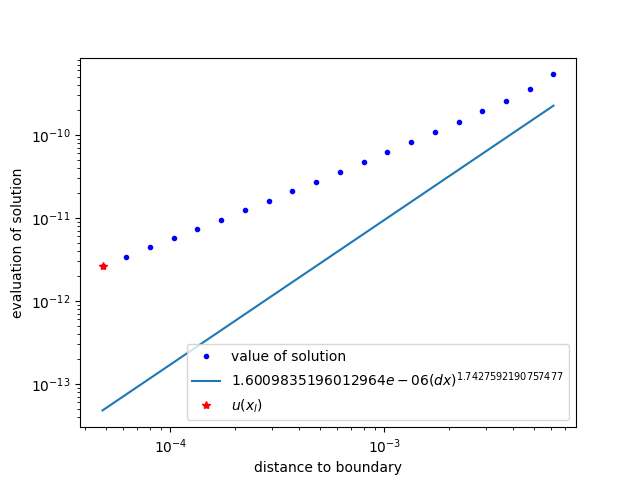 evaluation of solution
10^{-10}
10^{-11}
10^{-12}
10^{-13}
value of solution
1.6009835196012964e − 06(dx)^{1.7427592190757477}
u(x_l)
10^{-4}
10^{-3}
distance to boundary